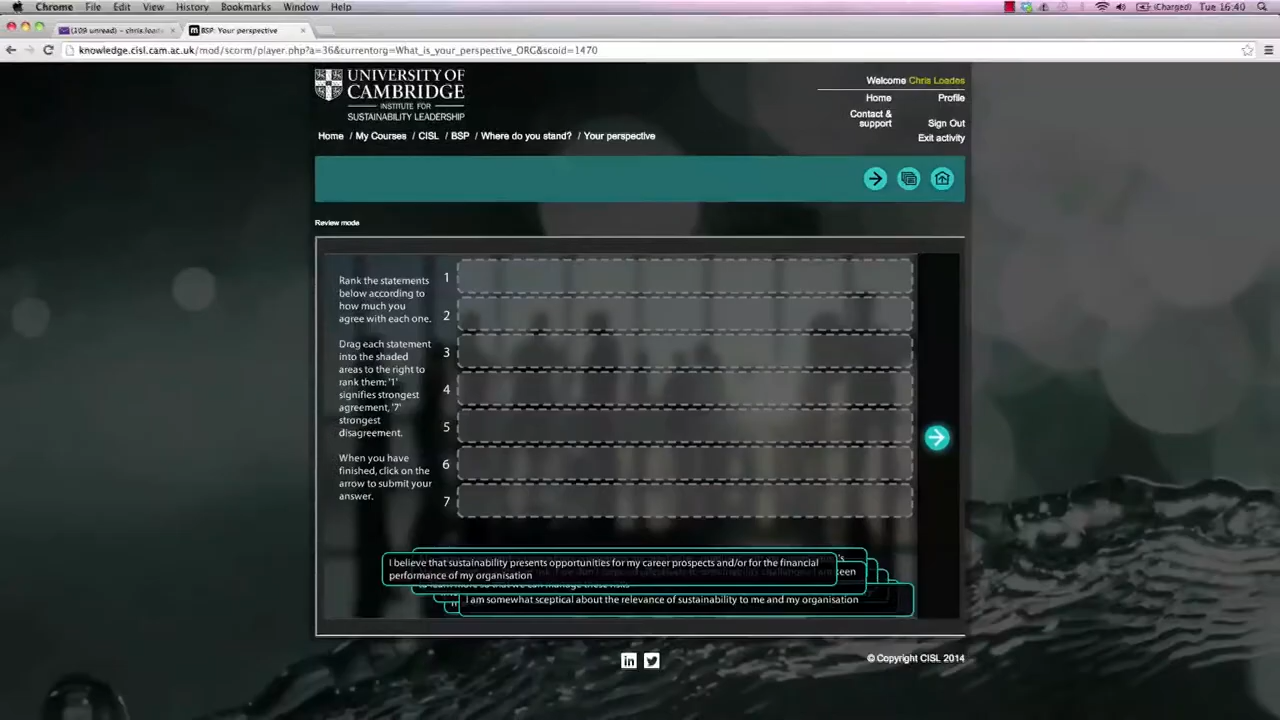 Chrome File Edit View History Bookmarks Window Help (Charged) Tue 16:40
(109 unread) - chris.loade BSP: Your perspective
knowledge.cisl.cam.ac.uk/mod/scorm/player.php?a=36&currentorg=What_is_your_perspective_ORG&scoid=1470
UNIVERSITY OF
CAMBRIDGE
INSTITUTE FOR
SUSTAINABILITY LEADERSHIP
Welcome Chris Loades
Home Profile
Contact &
support
Sign Out
Exit activity
Home / My Courses / CISL / BSP / Where do you stand? / Your perspective
Review mode
Rank the statements
below according to
how much you
agree with each one.
Drag each statement
into the shaded
areas to the right to
rank them: '1'
signifies strongest
agreement, '7'
strongest
disagreement.
When you have
finished, click on the
arrow to submit your
answer.
1
2
3
4
5
6
7
I believe that sustainability presents opportunities for my career prospects and/or for the financial
performance of my organisation
keen
I am somewhat sceptical about the relevance of sustainability to me and my organisation
in
© Copyright CISL 2014